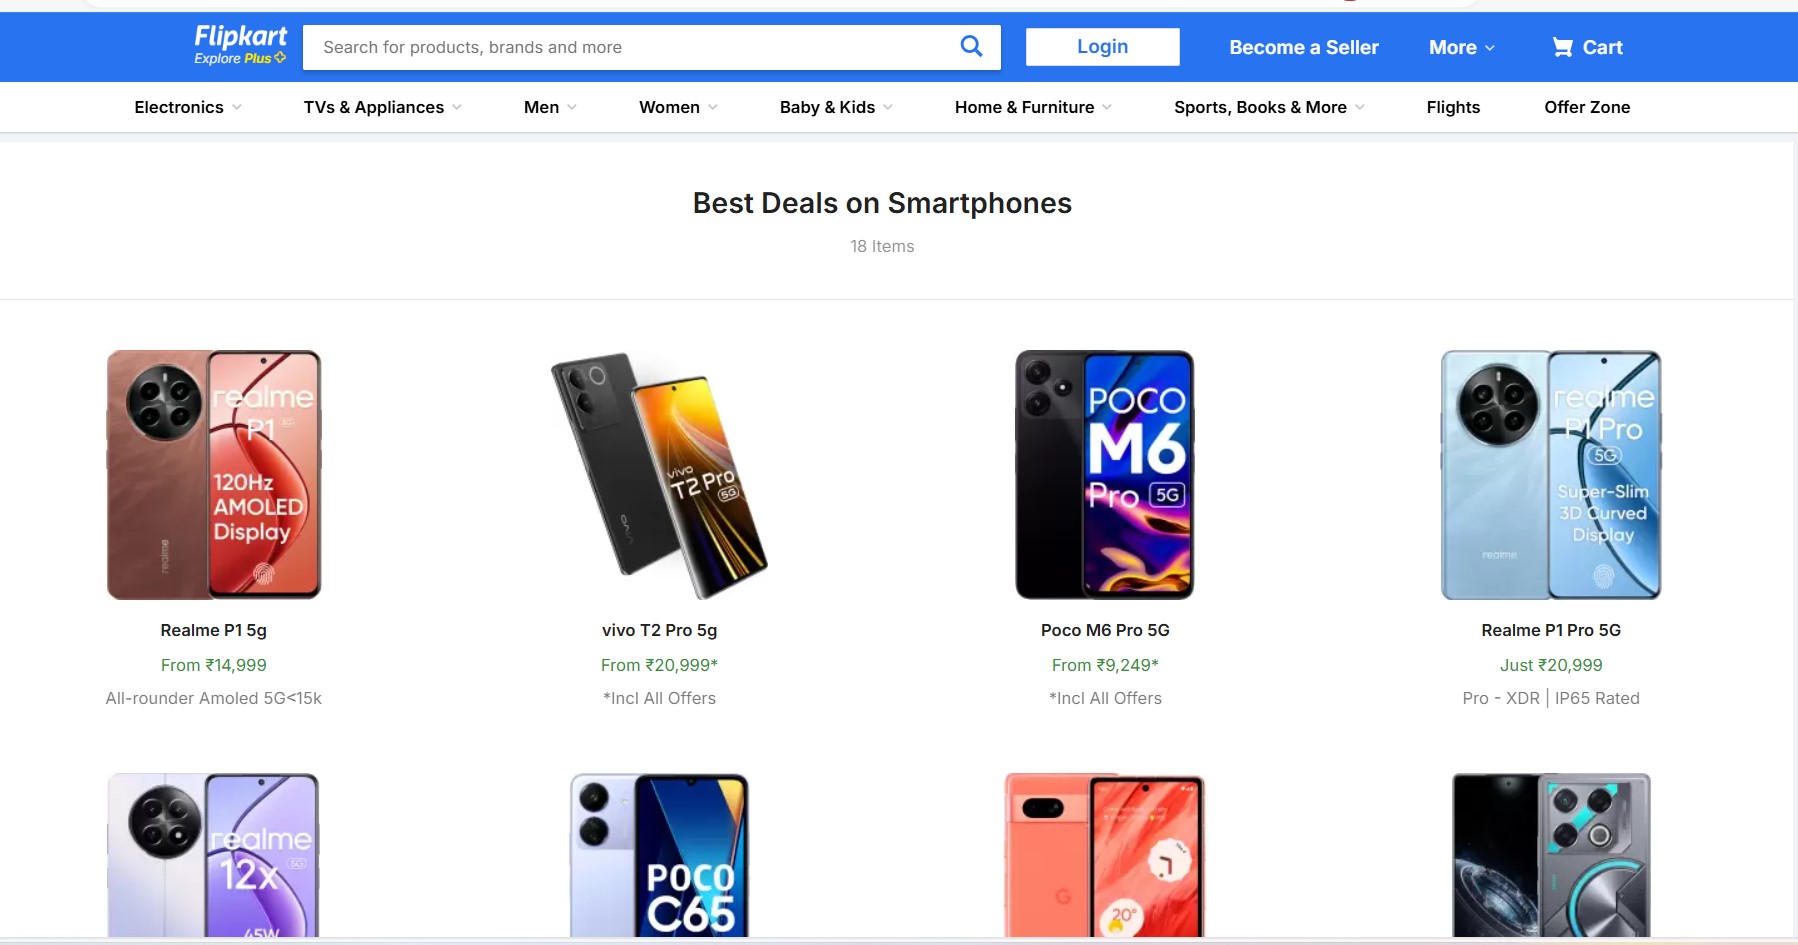 Flipkart
Explore Plus
Search for products, brands and more
Login
Become a Seller
More
Cart
Electronics
TVs & Appliances
Men
Women
Baby & Kids
Home & Furniture
Sports, Books & More
Flights
Offer Zone
Best Deals on Smartphones
18 Items
realme
P1 5G
120Hz
AMOLED
Display
realme
vivo
T2 Pro
5G
vivo
POCO
M6
Pro 5G
realme
P1 Pro
5G
Super-Slim
3D Curved
Display
realme
Realme P1 5g
From ₹14,999
All-rounder Amoled 5G<15k
vivo T2 Pro 5g
From ₹20,999*
*Incl All Offers
Poco M6 Pro 5G
From ₹9,249*
*Incl All Offers
Realme P1 Pro 5G
Just ₹20,999
Pro - XDR | IP65 Rated
realme
12x 5G
45W
POCO
C65
G
20°